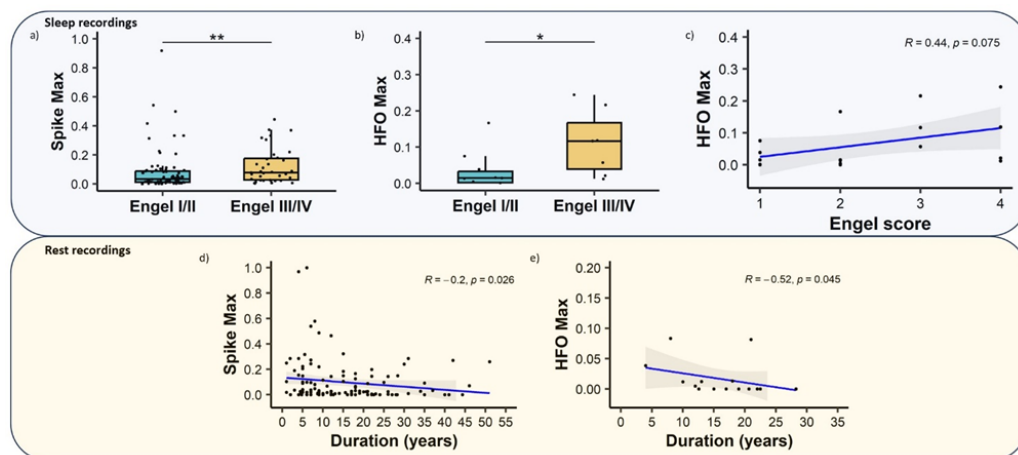 Sleep recordings
a)
Spike Max
1.0
0.8
0.6
0.4
0.2
0.0
**
Engel I/II
Engel III/IV
b)
HFO Max
0.4
0.3
0.2
0.1
0.0
*
Engel I/II
Engel III/IV
c)
HFO Max
0.4
0.3
0.2
0.1
0.0
R = 0.44, p = 0.075
1 2 3 4
Engel score
Rest recordings
d)
Spike Max
1.0
0.8
0.6
0.4
0.2
0.0
R = −0.2, p = 0.026
0 5 10 15 20 25 30 35 40 45 50 55
Duration (years)
e)
HFO Max
0.20
0.15
0.10
0.05
0.00
R = −0.52, p = 0.045
0 5 10 15 20 25 30 35
Duration (years)